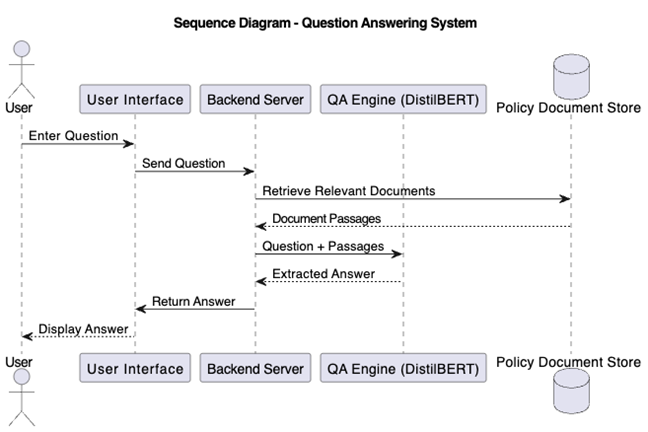 Sequence Diagram - Question Answering System
User
User Interface
Backend Server
QA Engine (DistilBERT)
Policy Document Store
Enter Question
Send Question
Retrieve Relevant Documents
Document Passages
Question + Passages
Extracted Answer
Return Answer
Display Answer
User
User Interface
Backend Server
QA Engine (DistilBERT)
Policy Document Store